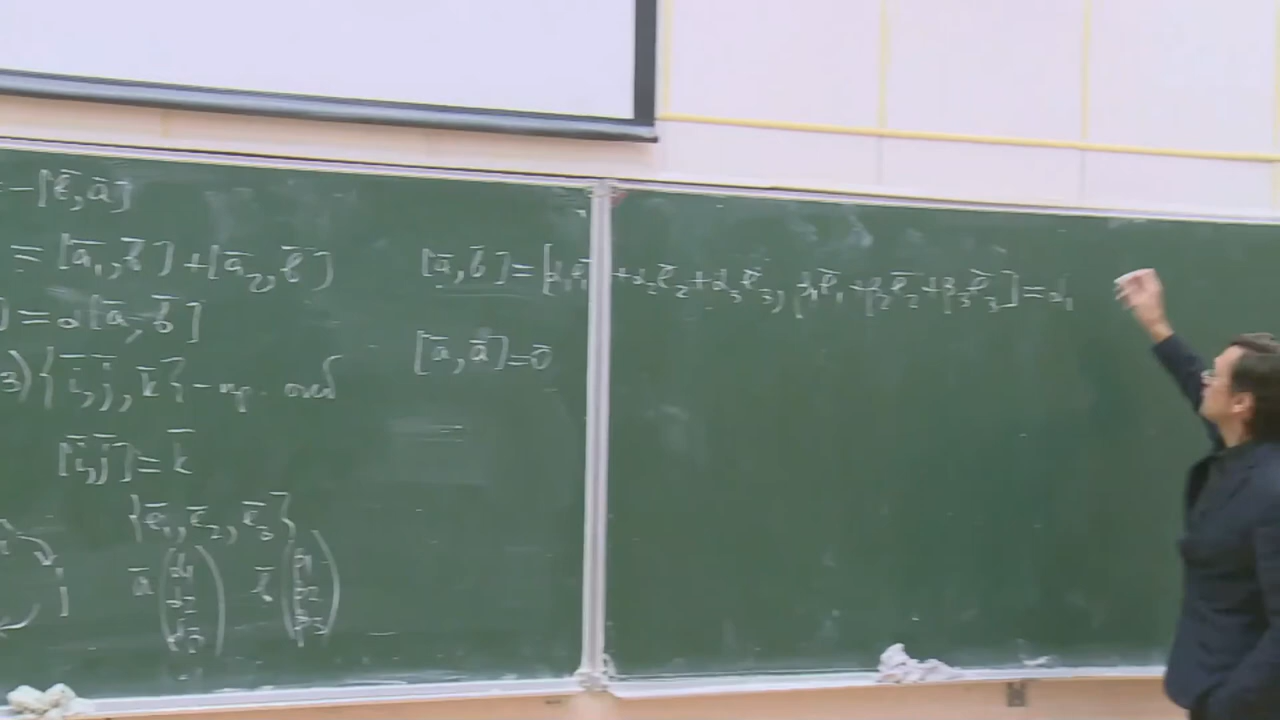 = -[b̄, ā]
= [ā₁, b̄] + [ā₂, b̄]
] = α[ā, b̄]
3) {ī, j̄, k̄} - пр.
[ī, j̄] = k̄
{ē₁, ē₂, ē₃}
ā (α₁ α₂ α₃) b̄ (β₁ β₂ β₃)
[ā, b̄] = [α₁ē₁ + α₂ē₂ + α₃ē₃, β₁ē₁ + β₂ē₂ + β₃ē₃] = α₁
[ā, ā] = 0̄